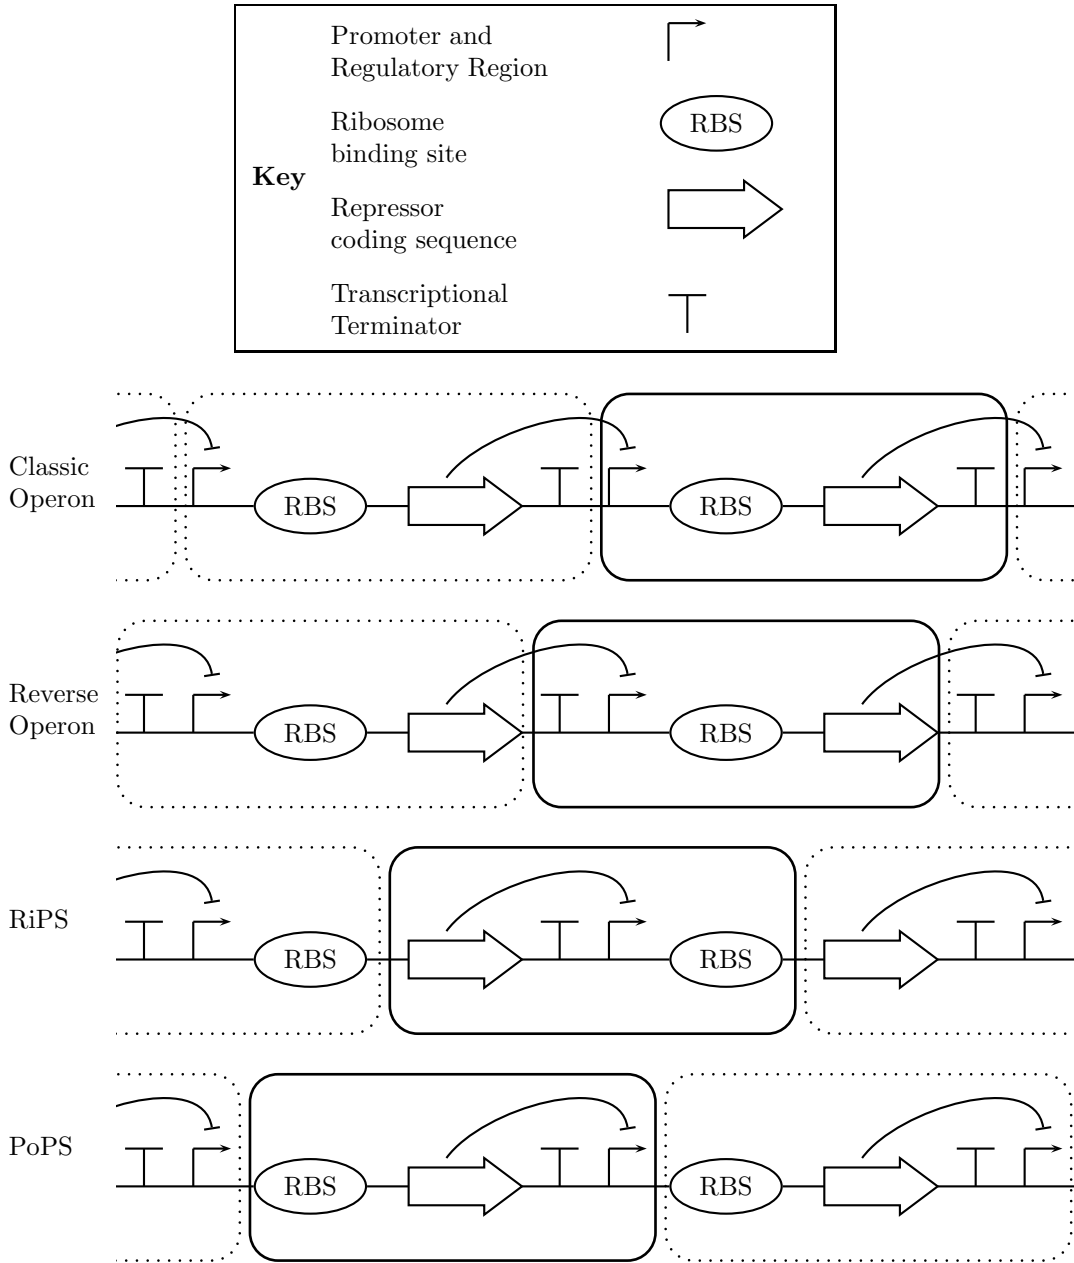 Key
Promoter and
Regulatory Region
Ribosome
binding site
RBS
Repressor
coding sequence
Transcriptional
Terminator
Classic
Operon
RBS
RBS
Reverse
Operon
RBS
RBS
RiPS
RBS
RBS
PoPS
RBS
RBS